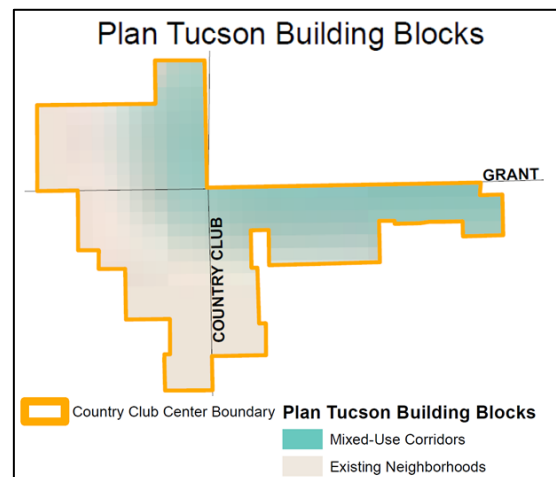 Plan Tucson Building Blocks
GRANT
COUNTRY CLUB
Country Club Center Boundary
Plan Tucson Building Blocks
Mixed-Use Corridors
Existing Neighborhoods